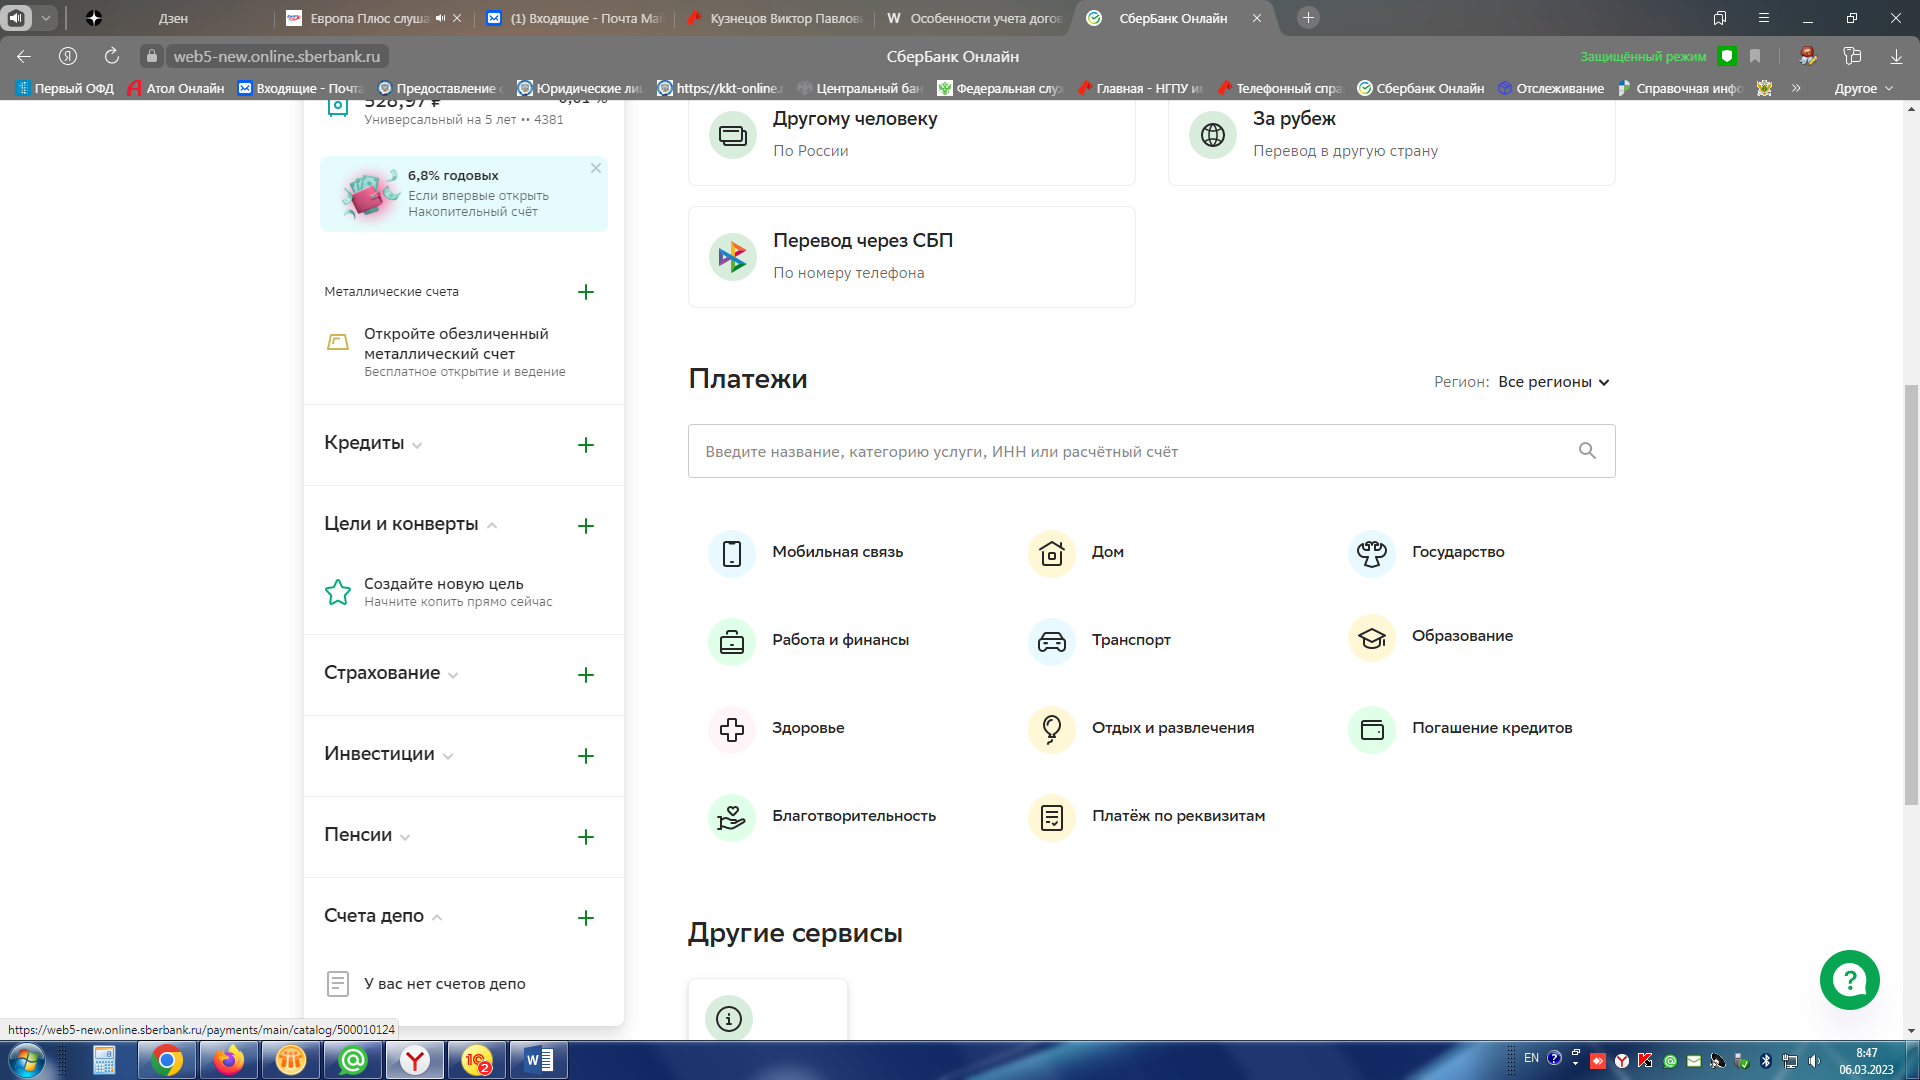 Дзен
Европа Плюс слуша
(1) Входящие - Почта Mai
Кузнецов Виктор Павлов
Особенности учета догов
СберБанк Онлайн
web5-new.online.sberbank.ru
СберБанк Онлайн
Защищённый режим
Первый ОФД
Атол Онлайн
Входящие - Почта
Предоставление
Юридические ли
https://kkt-online.
Центральный бан
Федеральная слу
Главная - НГПУ и
Телефонный спра
Сбербанк Онлайн
Отслеживание
Справочная инфо
Другое
528,97 ₽
0,01 %
Универсальный на 5 лет •• 4381
6,8% годовых
Если впервые открыть
Накопительный счёт
Металлические счета
Откройте обезличенный
металлический счет
Бесплатное открытие и ведение
Кредиты
Цели и конверты
Создайте новую цель
Начните копить прямо сейчас
Страхование
Инвестиции
Пенсии
Счета депо
У вас нет счетов депо
Другому человеку
По России
За рубеж
Перевод в другую страну
Перевод через СБП
По номеру телефона
Платежи
Регион: Все регионы
Введите название, категорию услуги, ИНН или расчётный счёт
Мобильная связь
Дом
Государство
Работа и финансы
Транспорт
Образование
Здоровье
Отдых и развлечения
Погашение кредитов
Благотворительность
Платёж по реквизитам
Другие сервисы
https://web5-new.online.sberbank.ru/payments/main/catalog/500010124
EN
8:47
06.03.2023